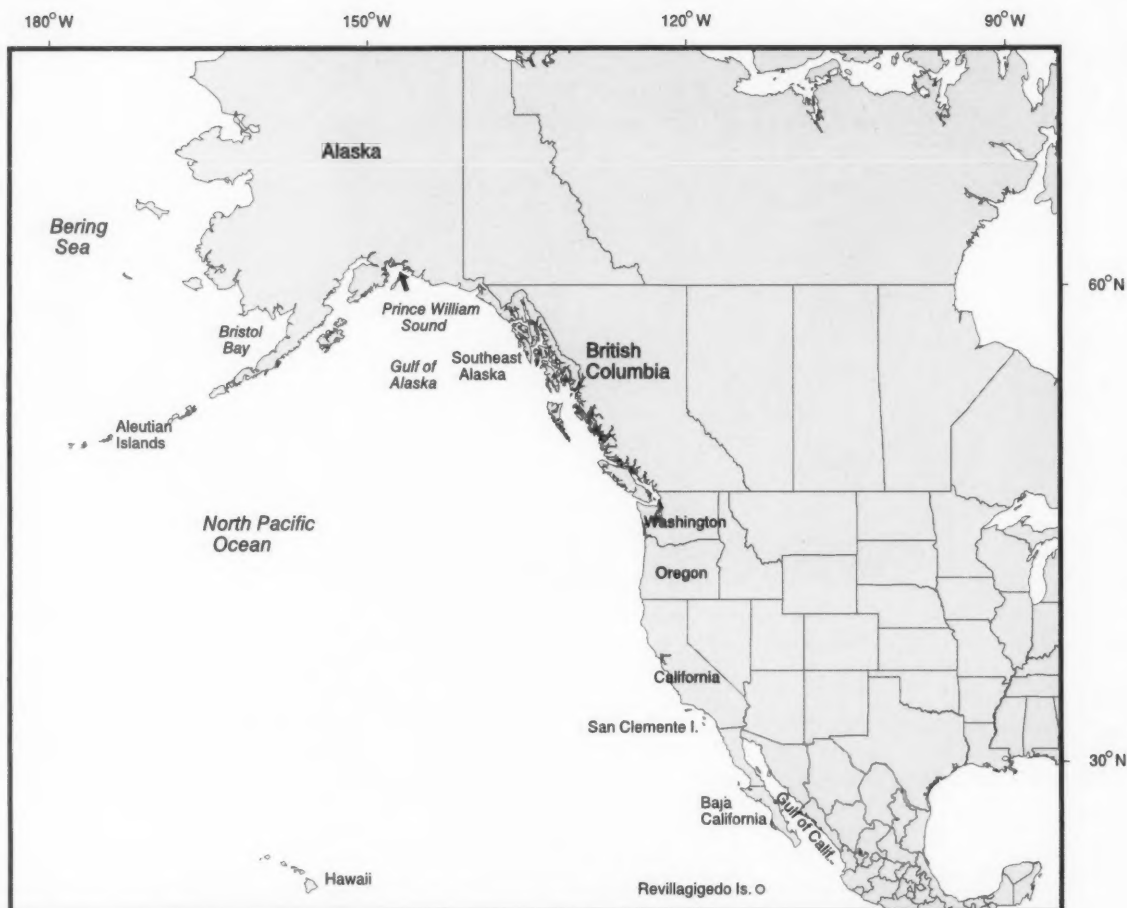 180°W 150°W 120°W 90°W
Alaska
Bering
Sea
60°N
Prince William
Sound
Bristol
Bay
Gulf of
Alaska
Southeast
Alaska
British
Columbia
Aleutian
Islands
North Pacific
Ocean
Washington
Oregon
California
San Clemente I.
30°N
Baja
California
Gulf of Calif.
Hawaii
Revillagigedo Is.